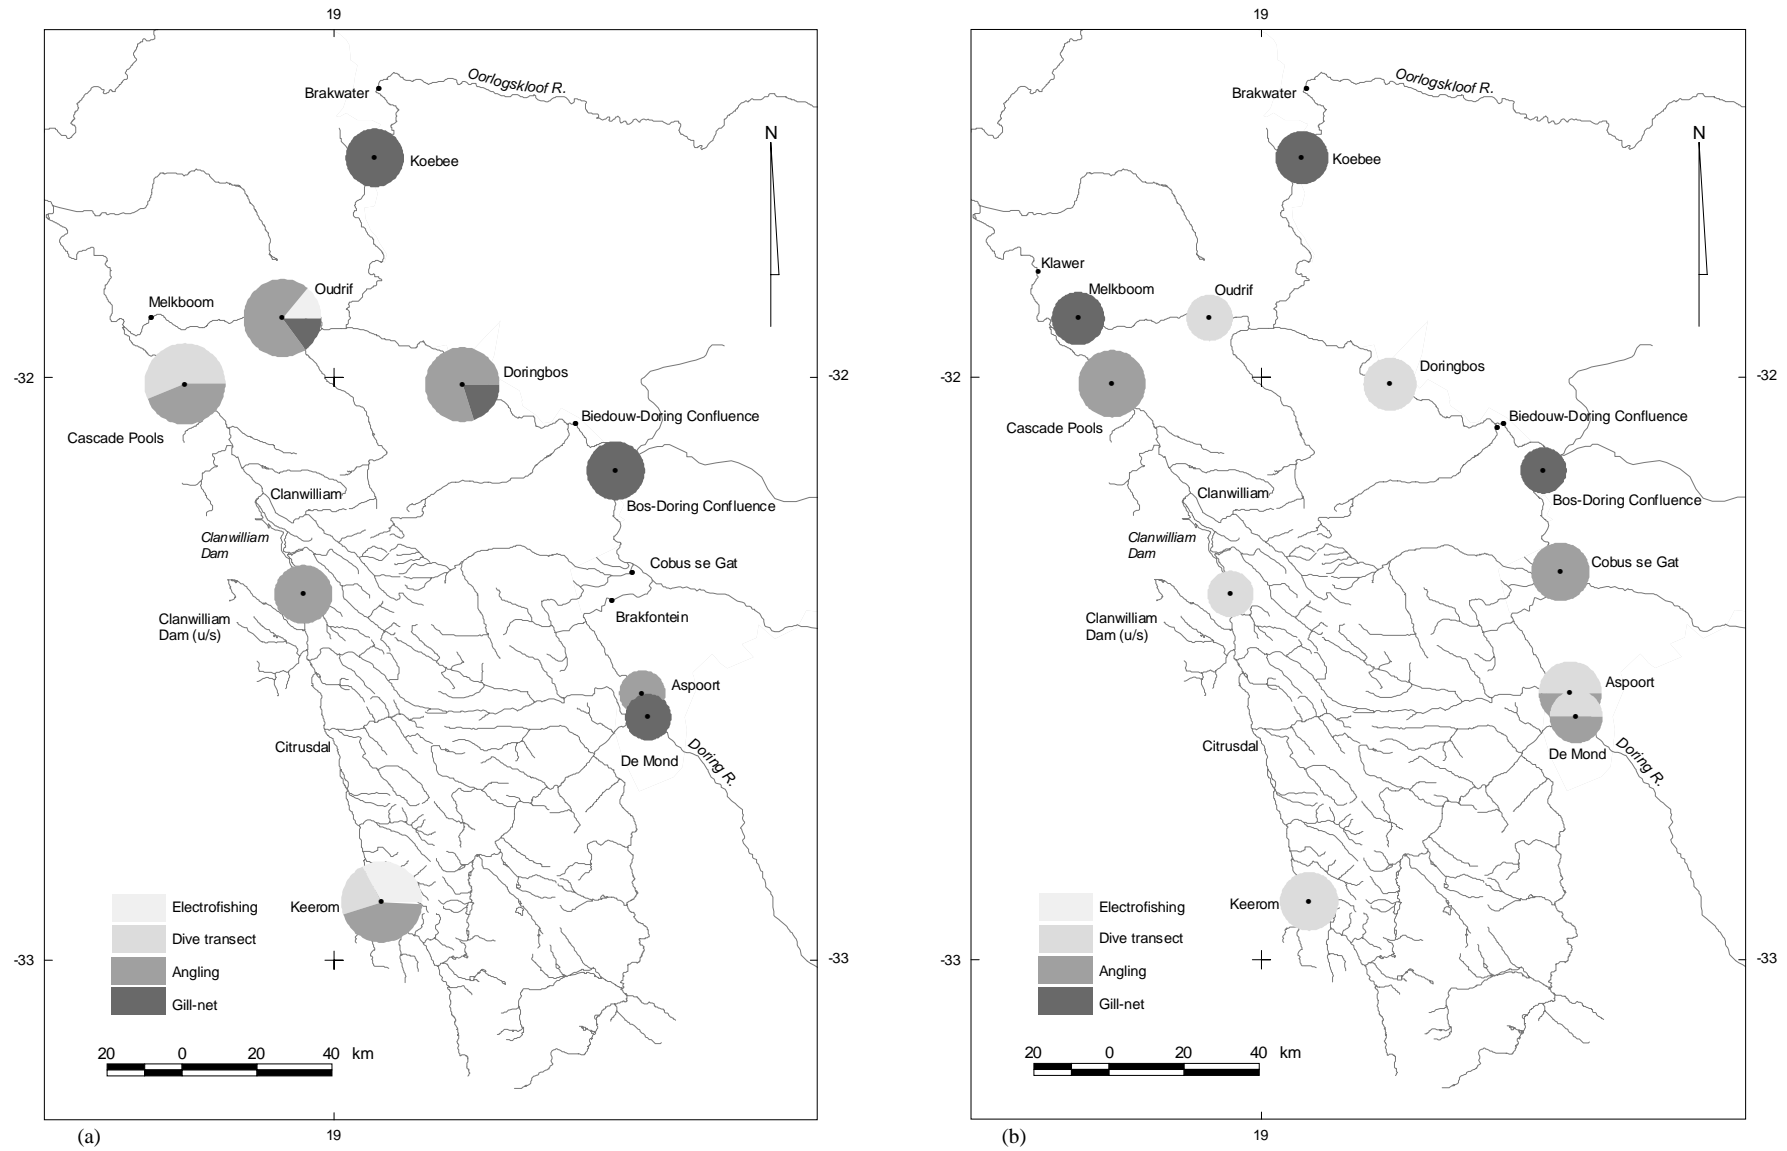 19
Brakwater
Oorlogskloof R.
N
Koebee
Oudrif
Melkboom
-32
-32
Doringbos
Biedouw-Doring Confluence
Cascade Pools
Clanwilliam
Bos-Doring Confluence
Clanwilliam
Dam
Cobus se Gat
Brakfontein
Clanwilliam
Dam (u/s)
Aspoort
Citrusdal
De Mond
Doring R.
Keerom
Electrofishing
Dive transect
Angling
Gill-net
-33
-33
20 0 20 40 km
19
(a)
19
Brakwater
Oorlogskloof R.
N
Koebee
Klawer
Melkboom
Oudrif
-32
-32
Doringbos
Biedouw-Doring Confluence
Cascade Pools
Clanwilliam
Bos-Doring Confluence
Clanwilliam
Dam
Cobus se Gat
Clanwilliam
Dam (u/s)
Aspoort
Citrusdal
De Mond
Doring R.
Keerom
Electrofishing
Dive transect
Angling
Gill-net
-33
-33
20 0 20 40 km
19
(b)